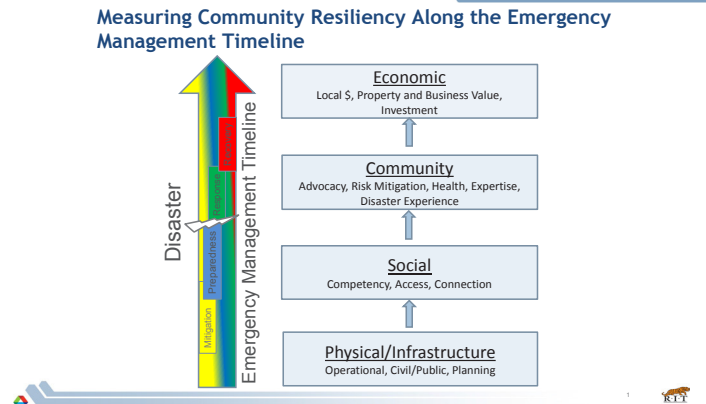 Measuring Community Resiliency Along the Emergency
Management Timeline
Disaster
Mitigation
Preparedness
Response
Recovery
Emergency Management Timeline
Economic
Local $, Property and Business Value,
Investment
Community
Advocacy, Risk Mitigation, Health, Expertise,
Disaster Experience
Social
Competency, Access, Connection
Physical/Infrastructure
Operational, Civil/Public, Planning
1
R·I·T